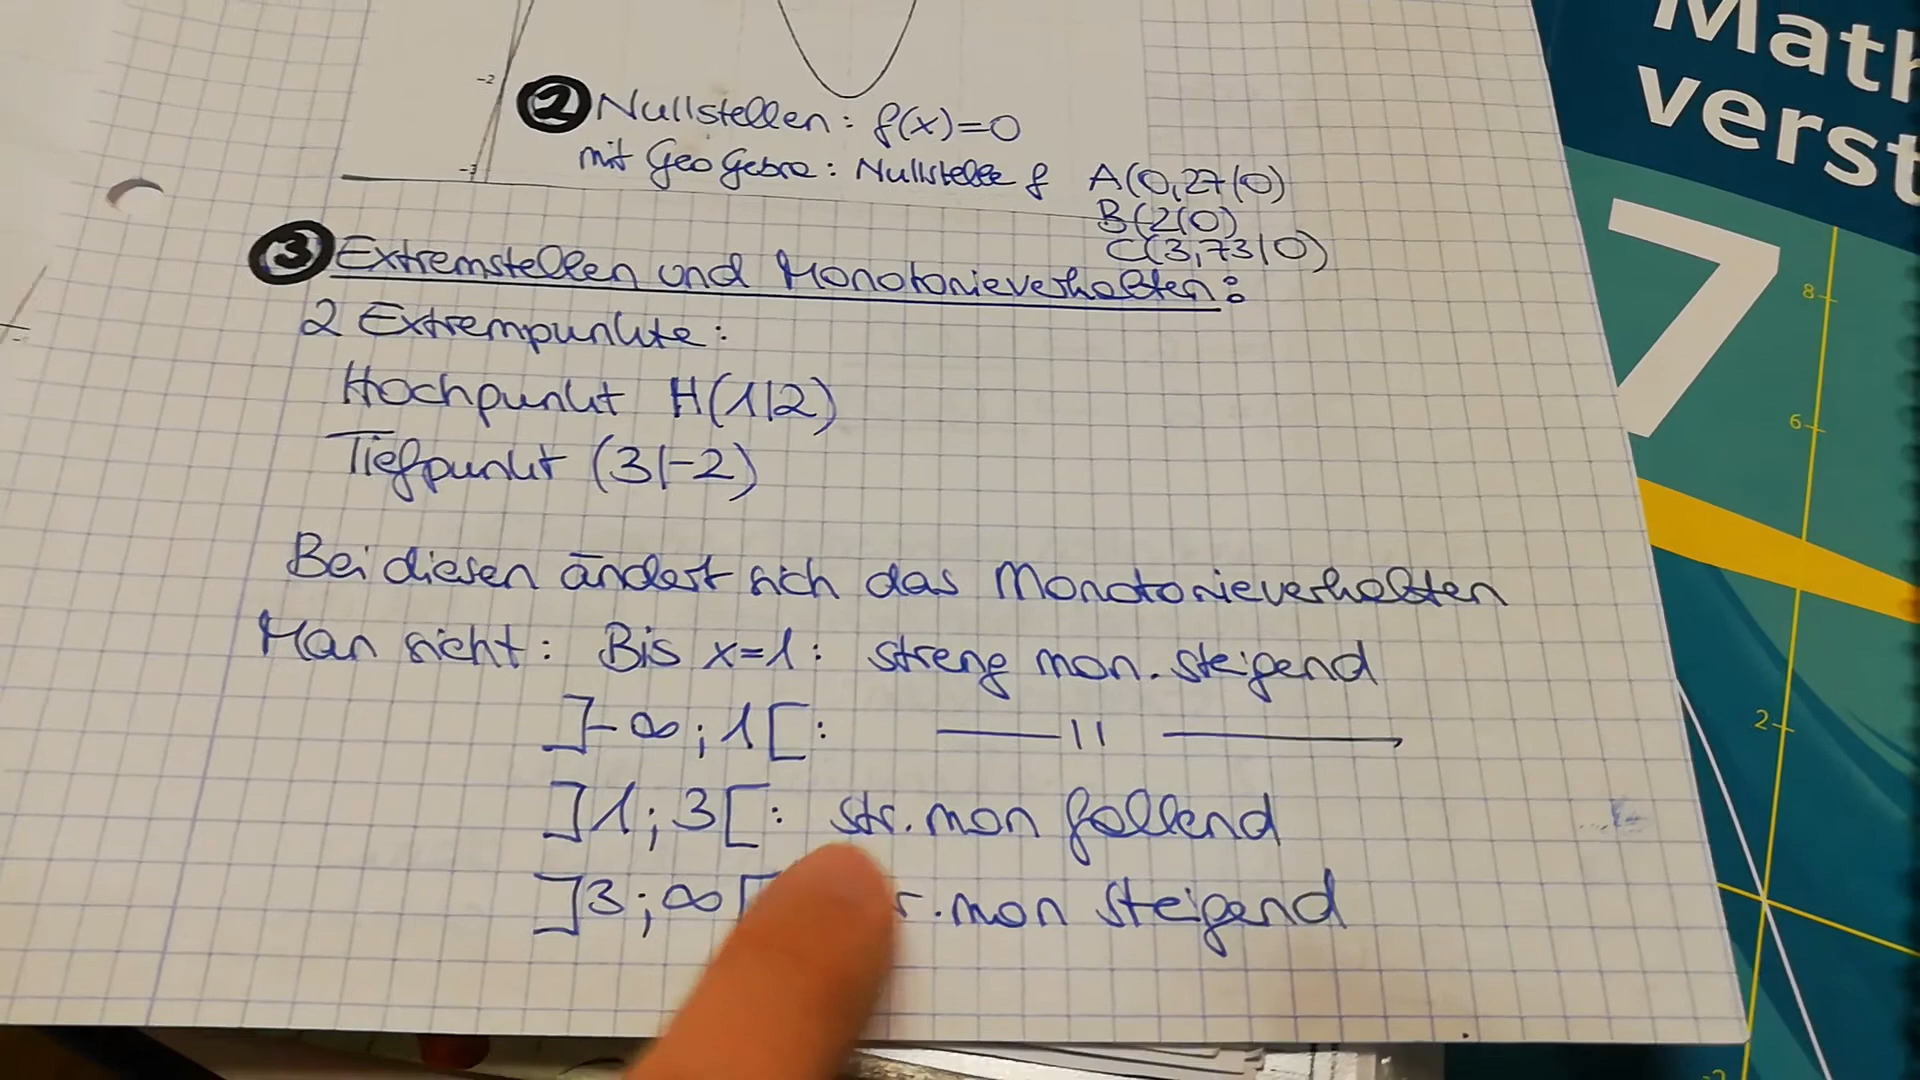 -2
-3
2 Nullstellen: f(x)=0
mit GeoGebra: Nullstelle f A(0,27|0)
B(2|0)
C(3,73|0)
3 Extremstellen und Monotonieverhalten:
2 Extrempunkte:
Hochpunkt H(1|2)
Tiefpunkt (3|-2)
Bei diesen ändert sich das Monotonieverhalten
Man sieht: Bis x=1: streng mon. steigend
]-∞;1[: —— 11 ——
]1;3[: str. mon fallend
]3;∞[ r. mon steigend
Math
verst
7
8
6
2
-2